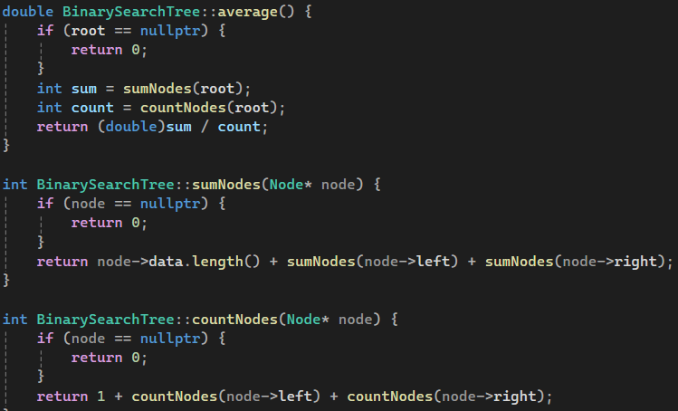 double BinarySearchTree::average() {
    if (root == nullptr) {
        return 0;
    }
    int sum = sumNodes(root);
    int count = countNodes(root);
    return (double)sum / count;
}

int BinarySearchTree::sumNodes(Node* node) {
    if (node == nullptr) {
        return 0;
    }
    return node->data.length() + sumNodes(node->left) + sumNodes(node->right);
}

int BinarySearchTree::countNodes(Node* node) {
    if (node == nullptr) {
        return 0;
    }
    return 1 + countNodes(node->left) + countNodes(node->right);
}